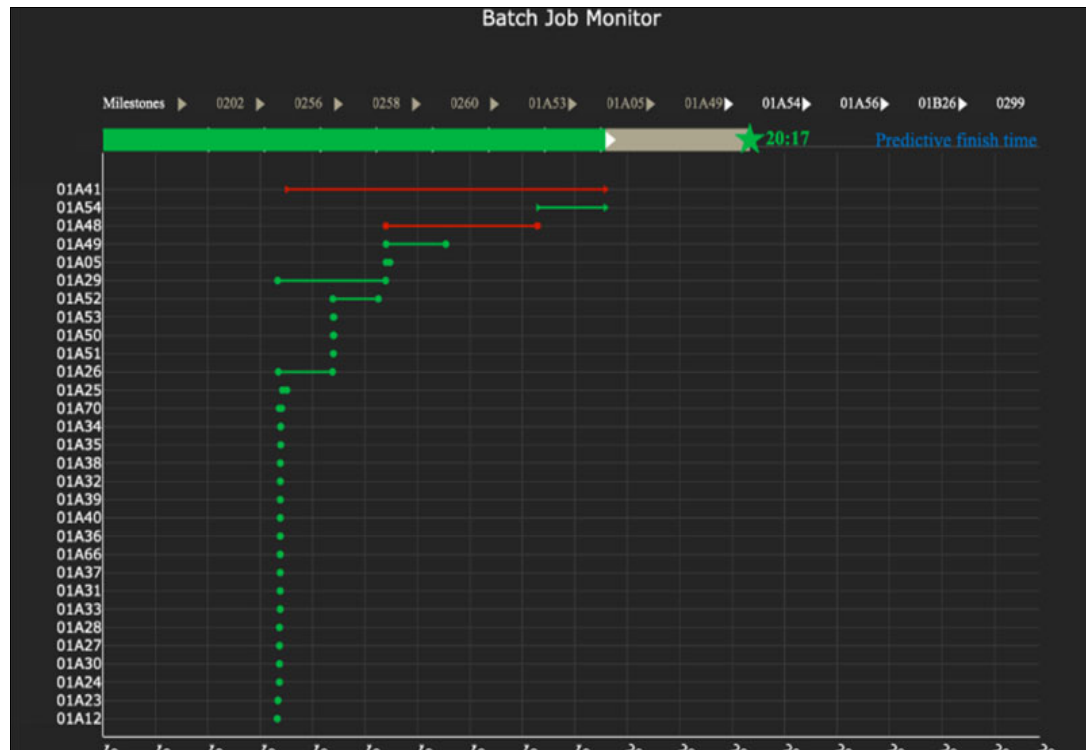 Batch Job Monitor
Milestones 0202 0256 0258 0260 01A53 01A05 01A49 01A54 01A56 01B26 0299
20:17 Predictive finish time
01A41
01A54
01A48
01A49
01A05
01A29
01A52
01A53
01A50
01A51
01A26
01A25
01A70
01A34
01A35
01A38
01A32
01A39
01A40
01A36
01A66
01A37
01A31
01A33
01A28
01A27
01A30
01A24
01A23
01A12